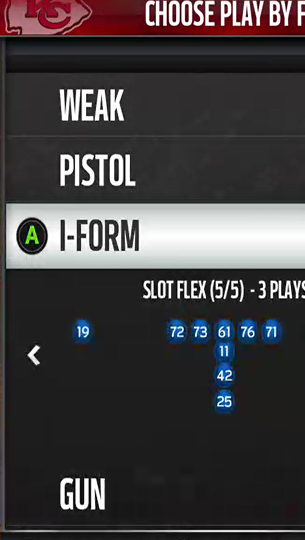 KC
CHOOSE PLAY BY F
WEAK
PISTOL
A I-FORM
SLOT FLEX (5/5) - 3 PLAYS
19 72 73 61 76 71
11
42
25
GUN